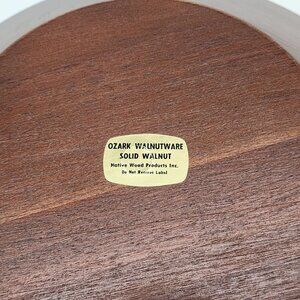 OZARK WALNUTWARE
SOLID WALNUT
Native Wood Products Inc.
Do Not Remove Label